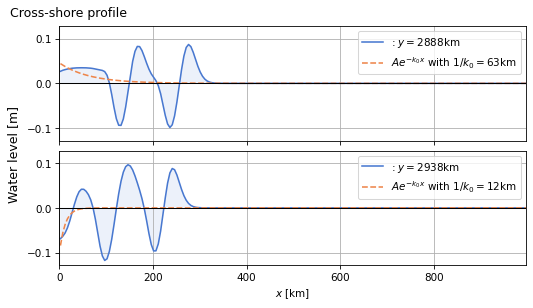 Cross-shore profile
Water level [m]
0.1
0.0
−0.1
: y = 2888km
Ae^{−k₀x} with 1/k₀ = 63km
0.1
0.0
−0.1
: y = 2938km
Ae^{−k₀x} with 1/k₀ = 12km
0 200 400 600 800
x [km]